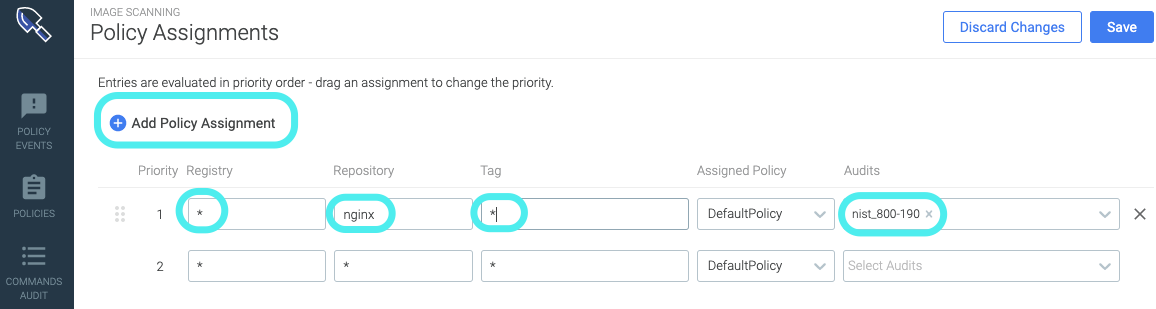 IMAGE SCANNING
Policy Assignments
Discard Changes
Save
Entries are evaluated in priority order - drag an assignment to change the priority.
Add Policy Assignment
POLICY
EVENTS
POLICIES
COMMANDS
AUDIT
Priority Registry Repository Tag Assigned Policy Audits
1 * nginx * DefaultPolicy nist_800-190 ×
2 * * * DefaultPolicy Select Audits